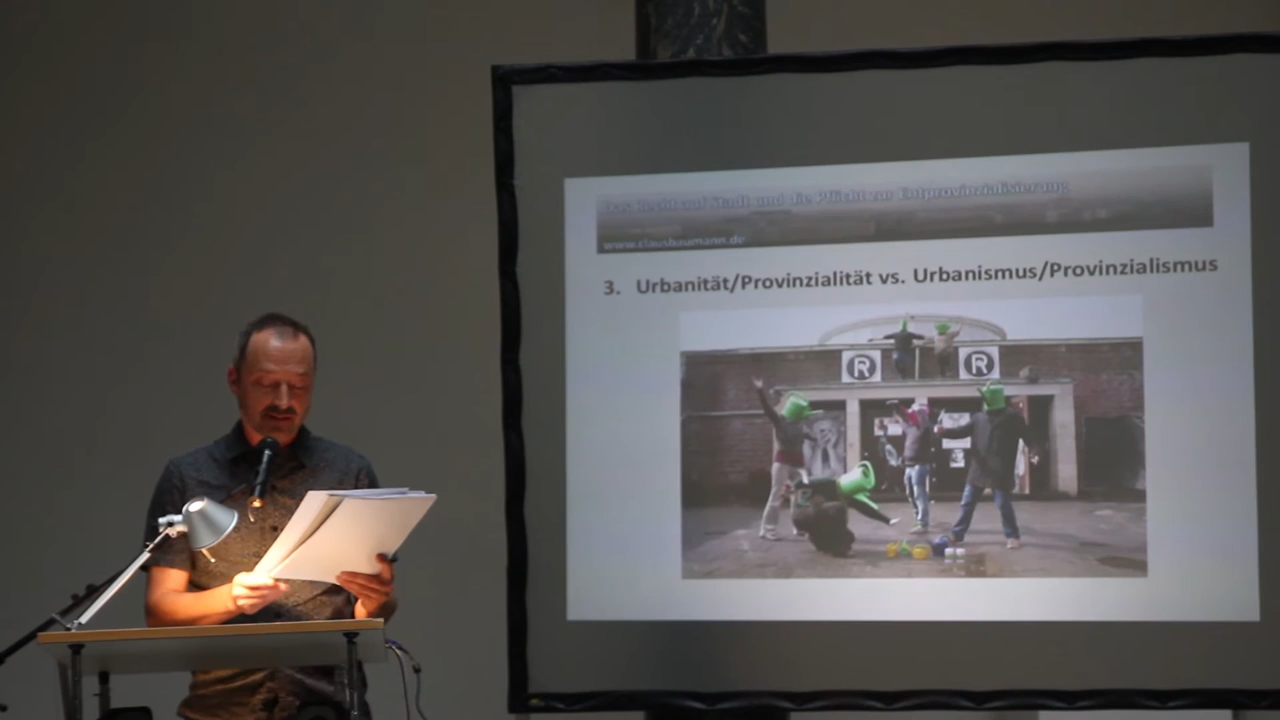 Das Recht auf Stadt und die Pflicht zur Entprovinzialisierung
www.clausbaumann.de
3. Urbanität/Provinzialität vs. Urbanismus/Provinzialismus
R R